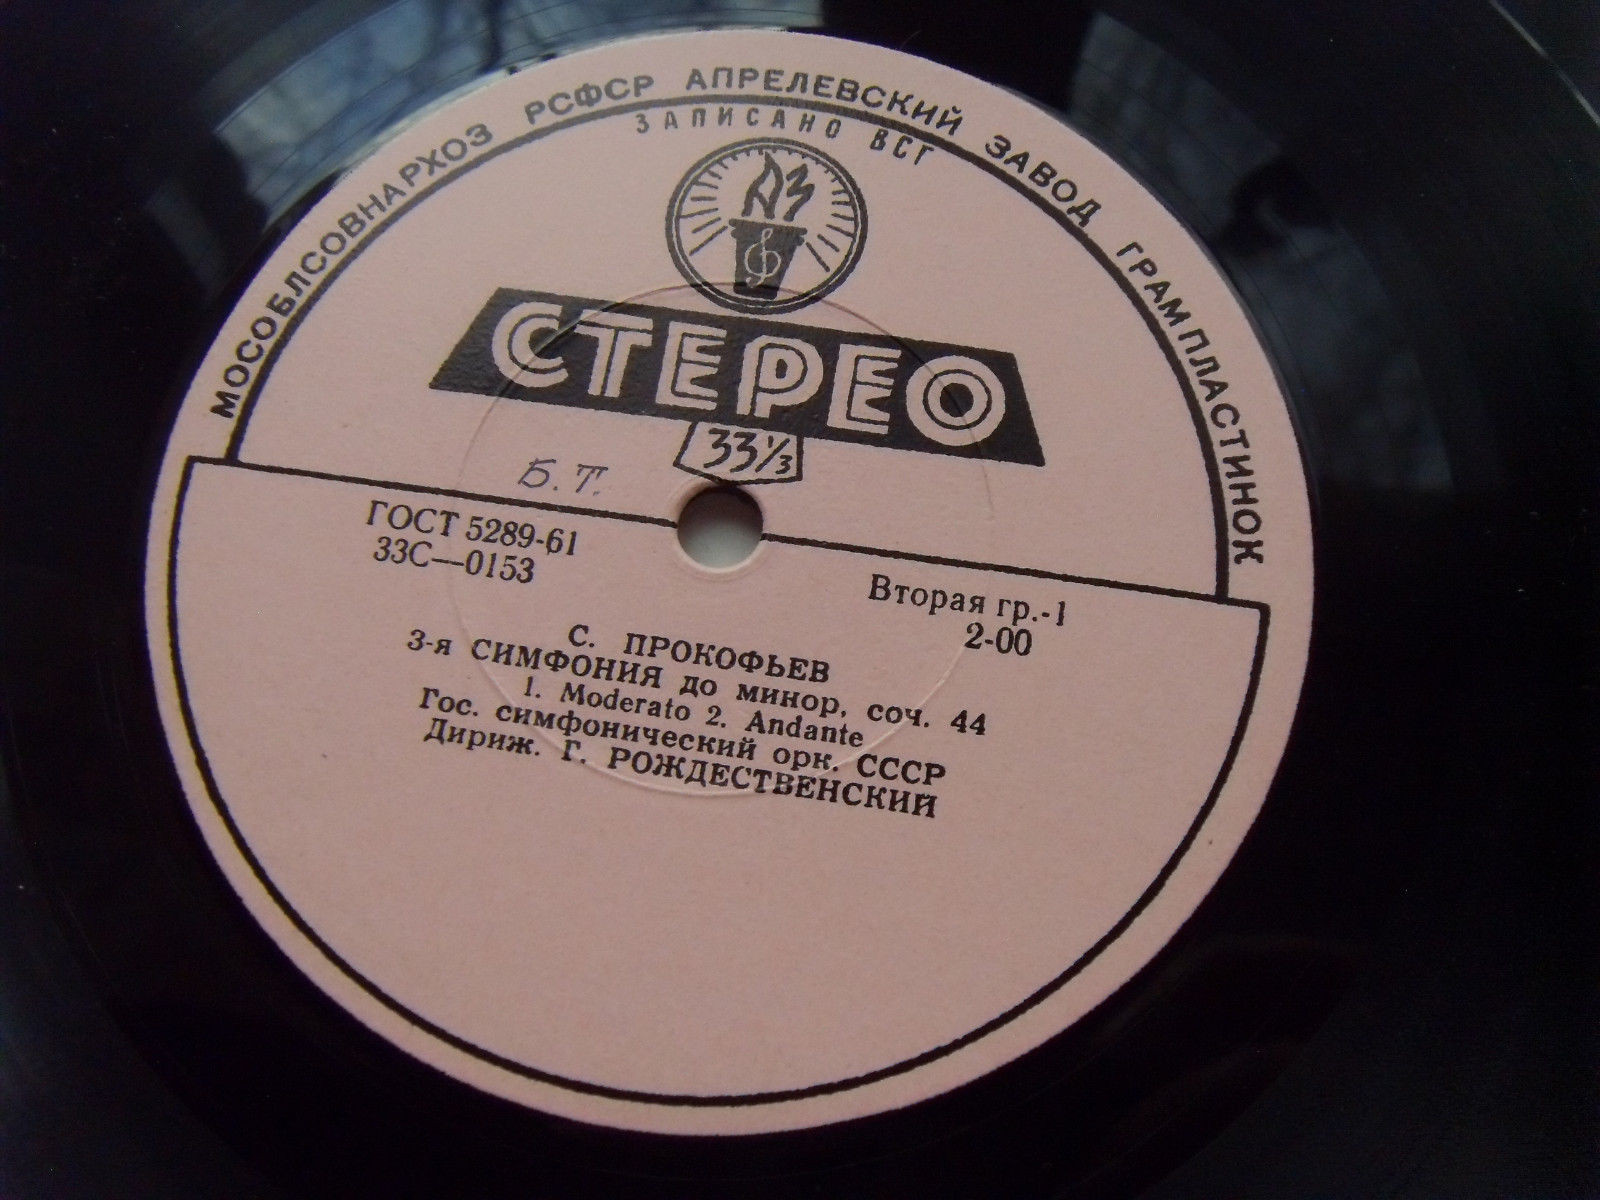 МОСОБЛСОВНАРХОЗ РСФСР АПРЕЛЕВСКИЙ ЗАВОД ГРАМПЛАСТИНОК
ЗАПИСАНО ВСГ
АЗ
СТЕРЕО
33⅓
Б.Т.
ГОСТ 5289-61
33С—0153
Вторая гр.-1
2-00
С. ПРОКОФЬЕВ
3-я СИМФОНИЯ до минор, соч. 44
1. Moderato 2. Andante
Гос. симфонический орк. СССР
Дириж. Г. РОЖДЕСТВЕНСКИЙ